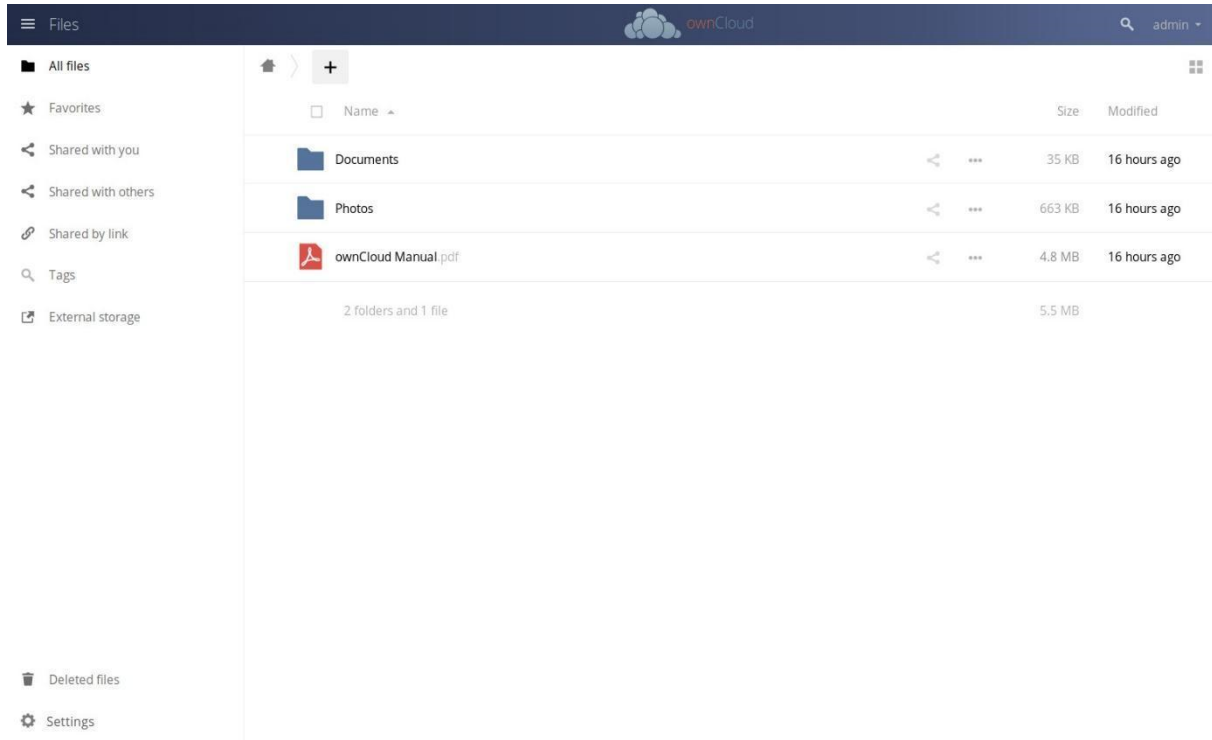 Files
ownCloud
admin
All files
Favorites
Shared with you
Shared with others
Shared by link
Tags
External storage
Deleted files
Settings
+
Name Size Modified
Documents 35 KB 16 hours ago
Photos 663 KB 16 hours ago
ownCloud Manual.pdf 4.8 MB 16 hours ago
2 folders and 1 file 5.5 MB